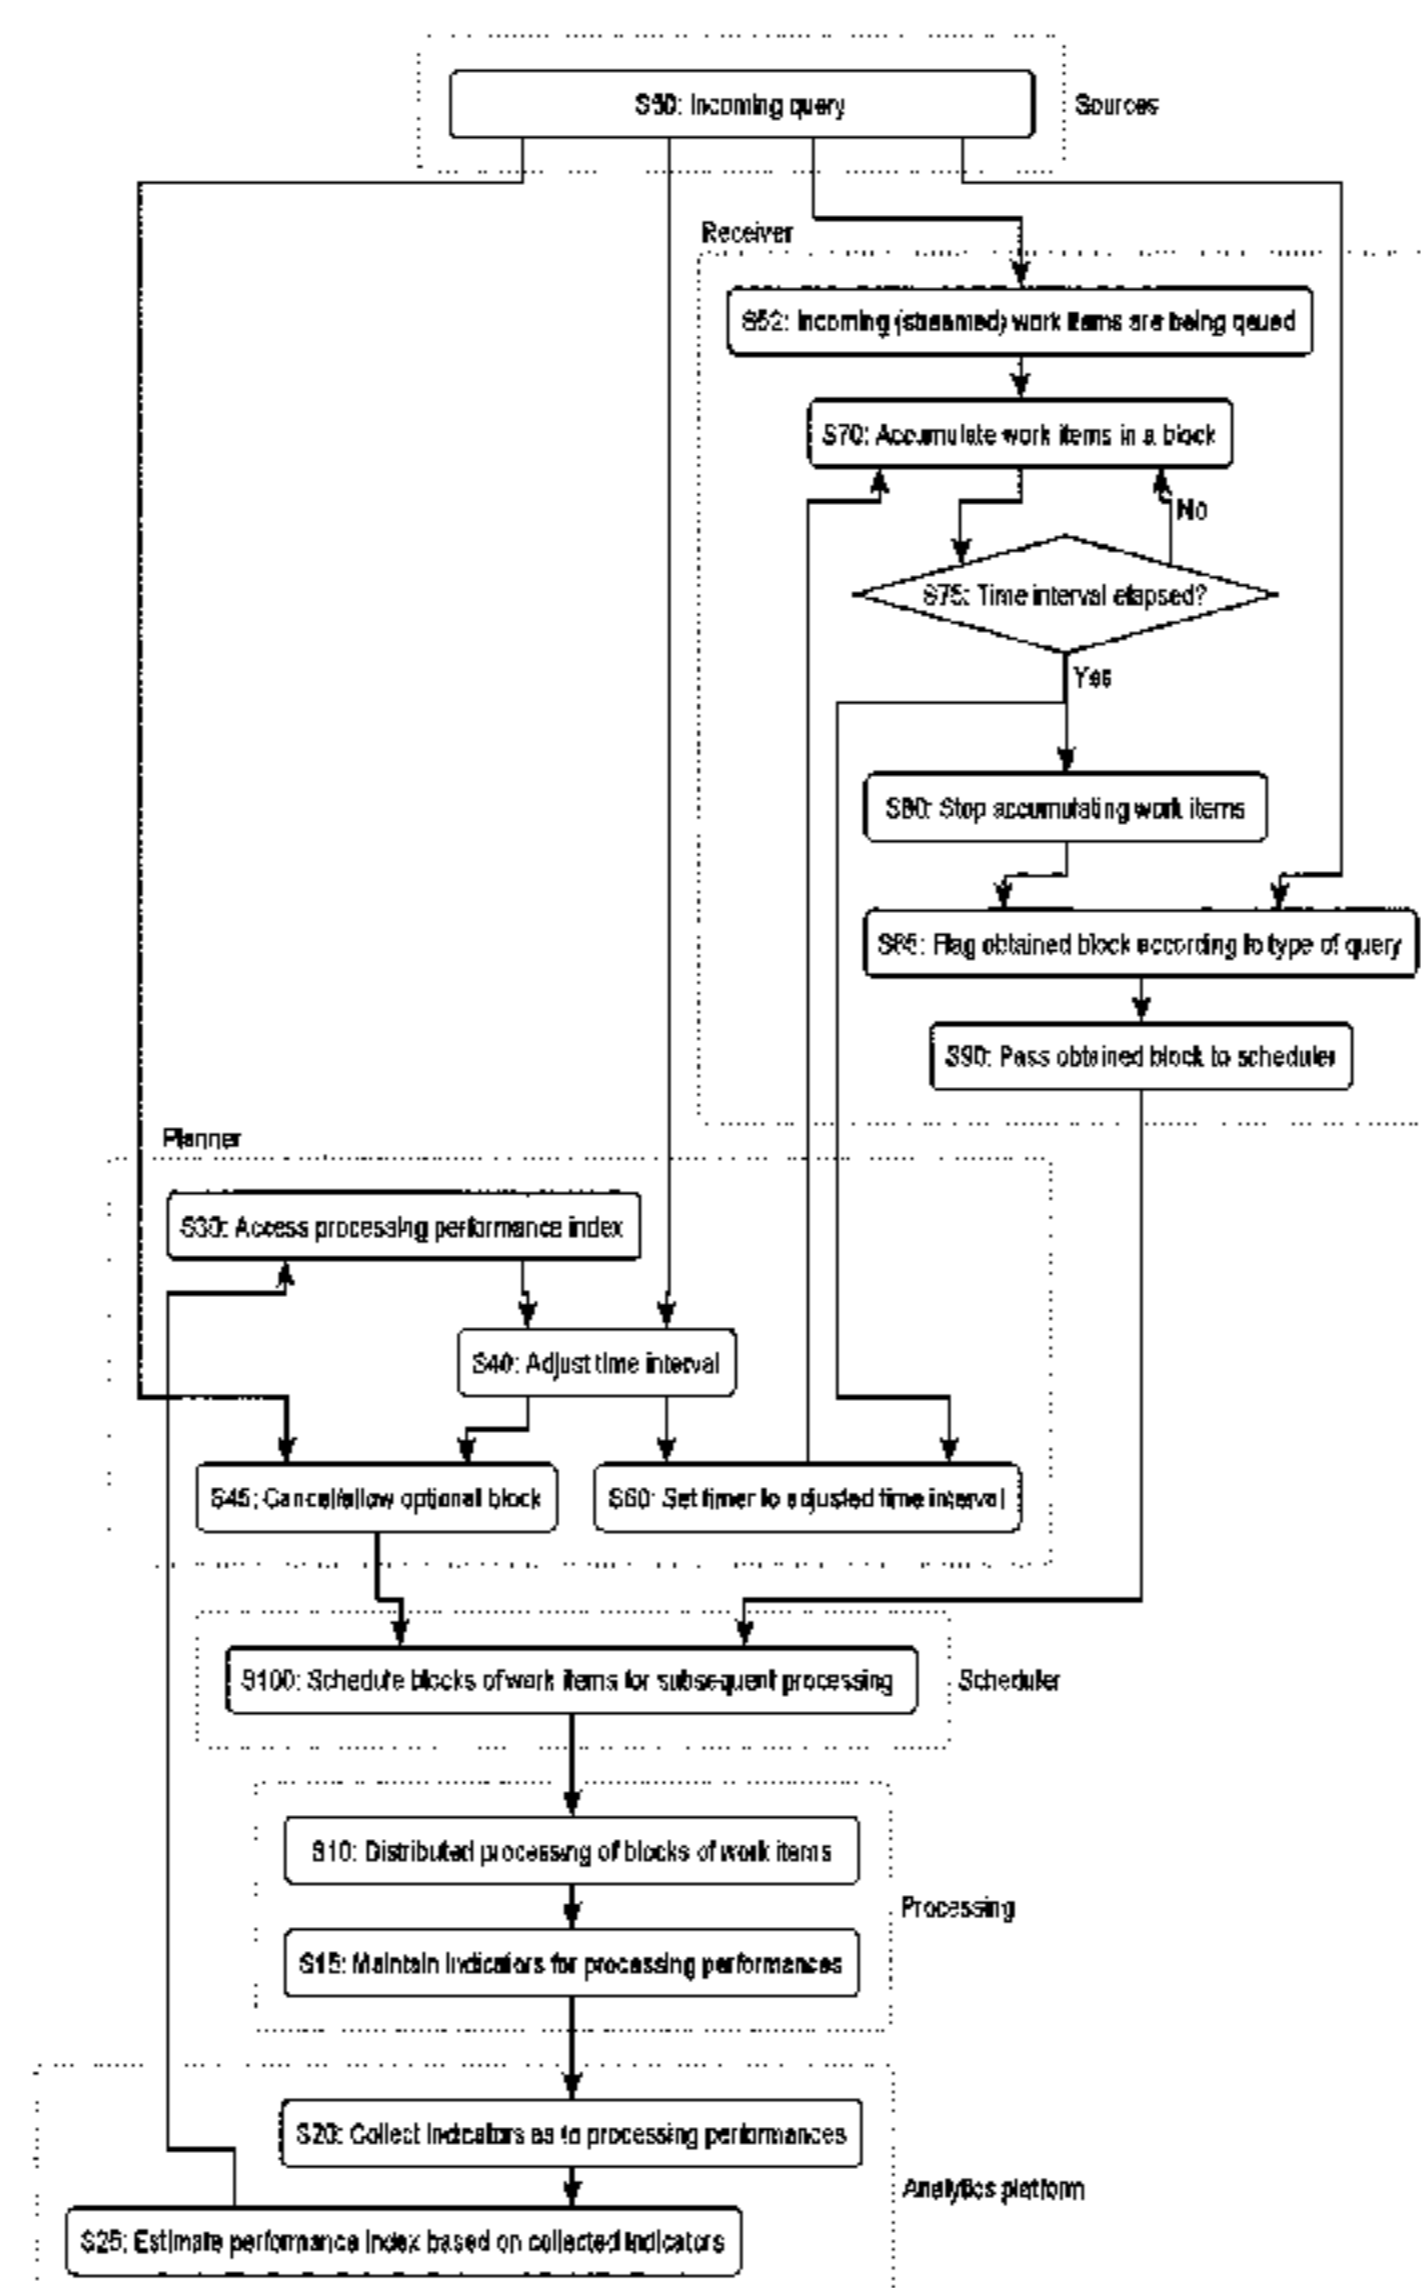 S50: Incoming query
Sources
Receiver
S52: Incoming (streamed) work items are being qeued
S70: Accumulate work items in a block
No
S75: Time interval elapsed?
Yes
S80: Stop accumulating work items
S85: Flag obtained block according to type of query
S90: Pass obtained block to scheduler
Planner
S30: Access processing performance index
S40: Adjust time interval
S45: Cancel/allow optional block
S60: Set timer to adjusted time interval
S100: Schedule blocks of work items for subsequent processing
Scheduler
S10: Distributed processing of blocks of work items
Processing
S15: Maintain indicators for processing performances
S20: Collect indicators as to processing performances
Analytics platform
S25: Estimate performance index based on collected indicators